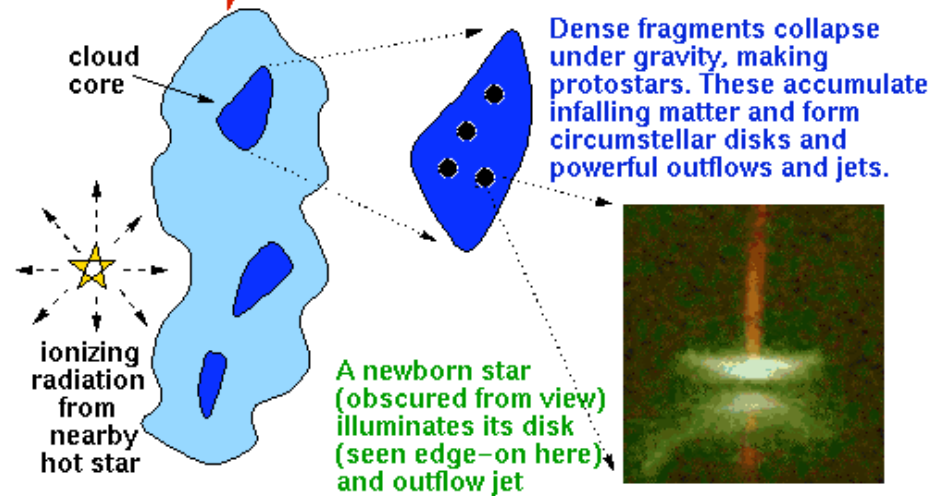 cloud
core
Dense fragments collapse
under gravity, making
protostars. These accumulate
infalling matter and form
circumstellar disks and
powerful outflows and jets.
ionizing
radiation
from
nearby
hot star
A newborn star
(obscured from view)
illuminates its disk
(seen edge-on here)
and outflow jet